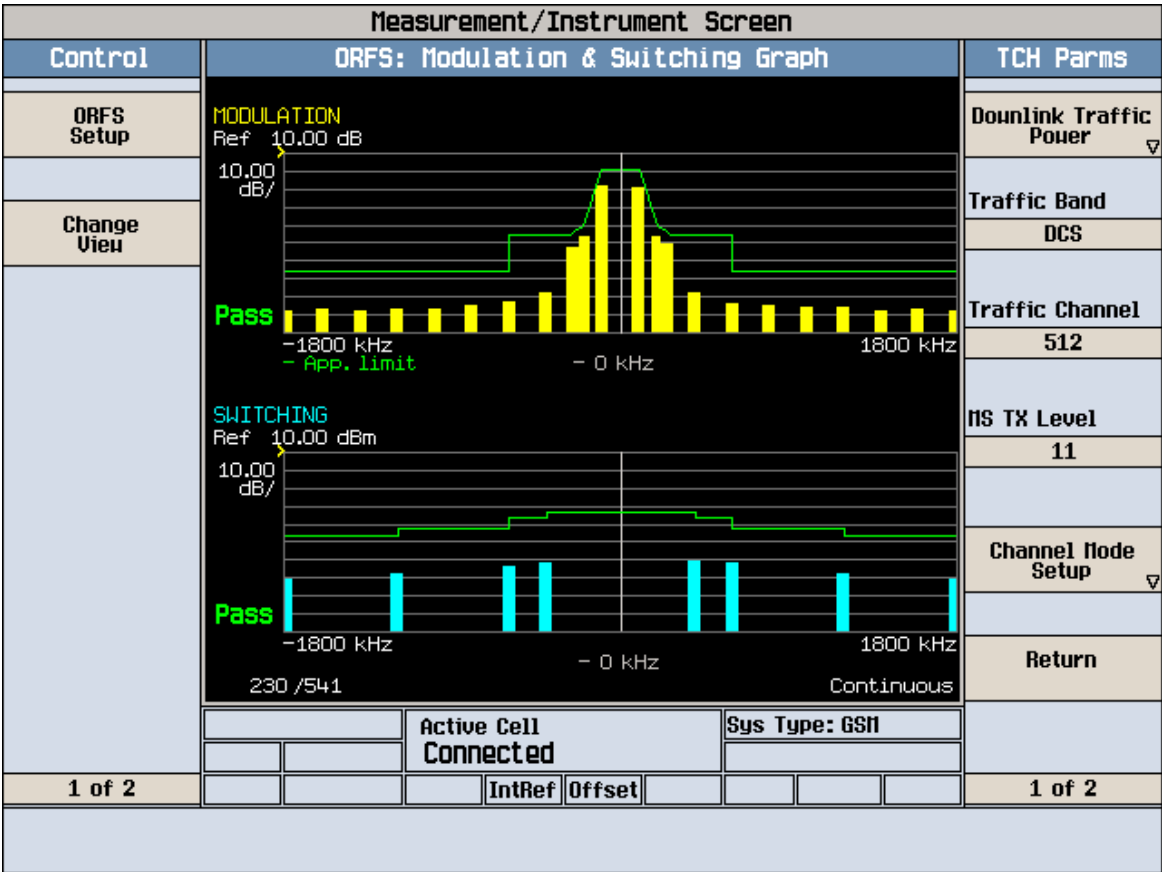 Measurement/Instrument Screen
Control
ORFS: Modulation & Switching Graph
TCH Parms
ORFS
Setup
Change
View
1 of 2
MODULATION
Ref 10.00 dB
10.00
dB/
Pass
-1800 kHz
1800 kHz
- App. limit
- 0 kHz
SWITCHING
Ref 10.00 dBm
10.00
dB/
Pass
-1800 kHz
1800 kHz
- 0 kHz
230 /541
Continuous
Active Cell
Connected
Sys Type: GSM
IntRef
Offset
Downlink Traffic
Power
Traffic Band
DCS
Traffic Channel
512
MS TX Level
11
Channel Mode
Setup
Return
1 of 2